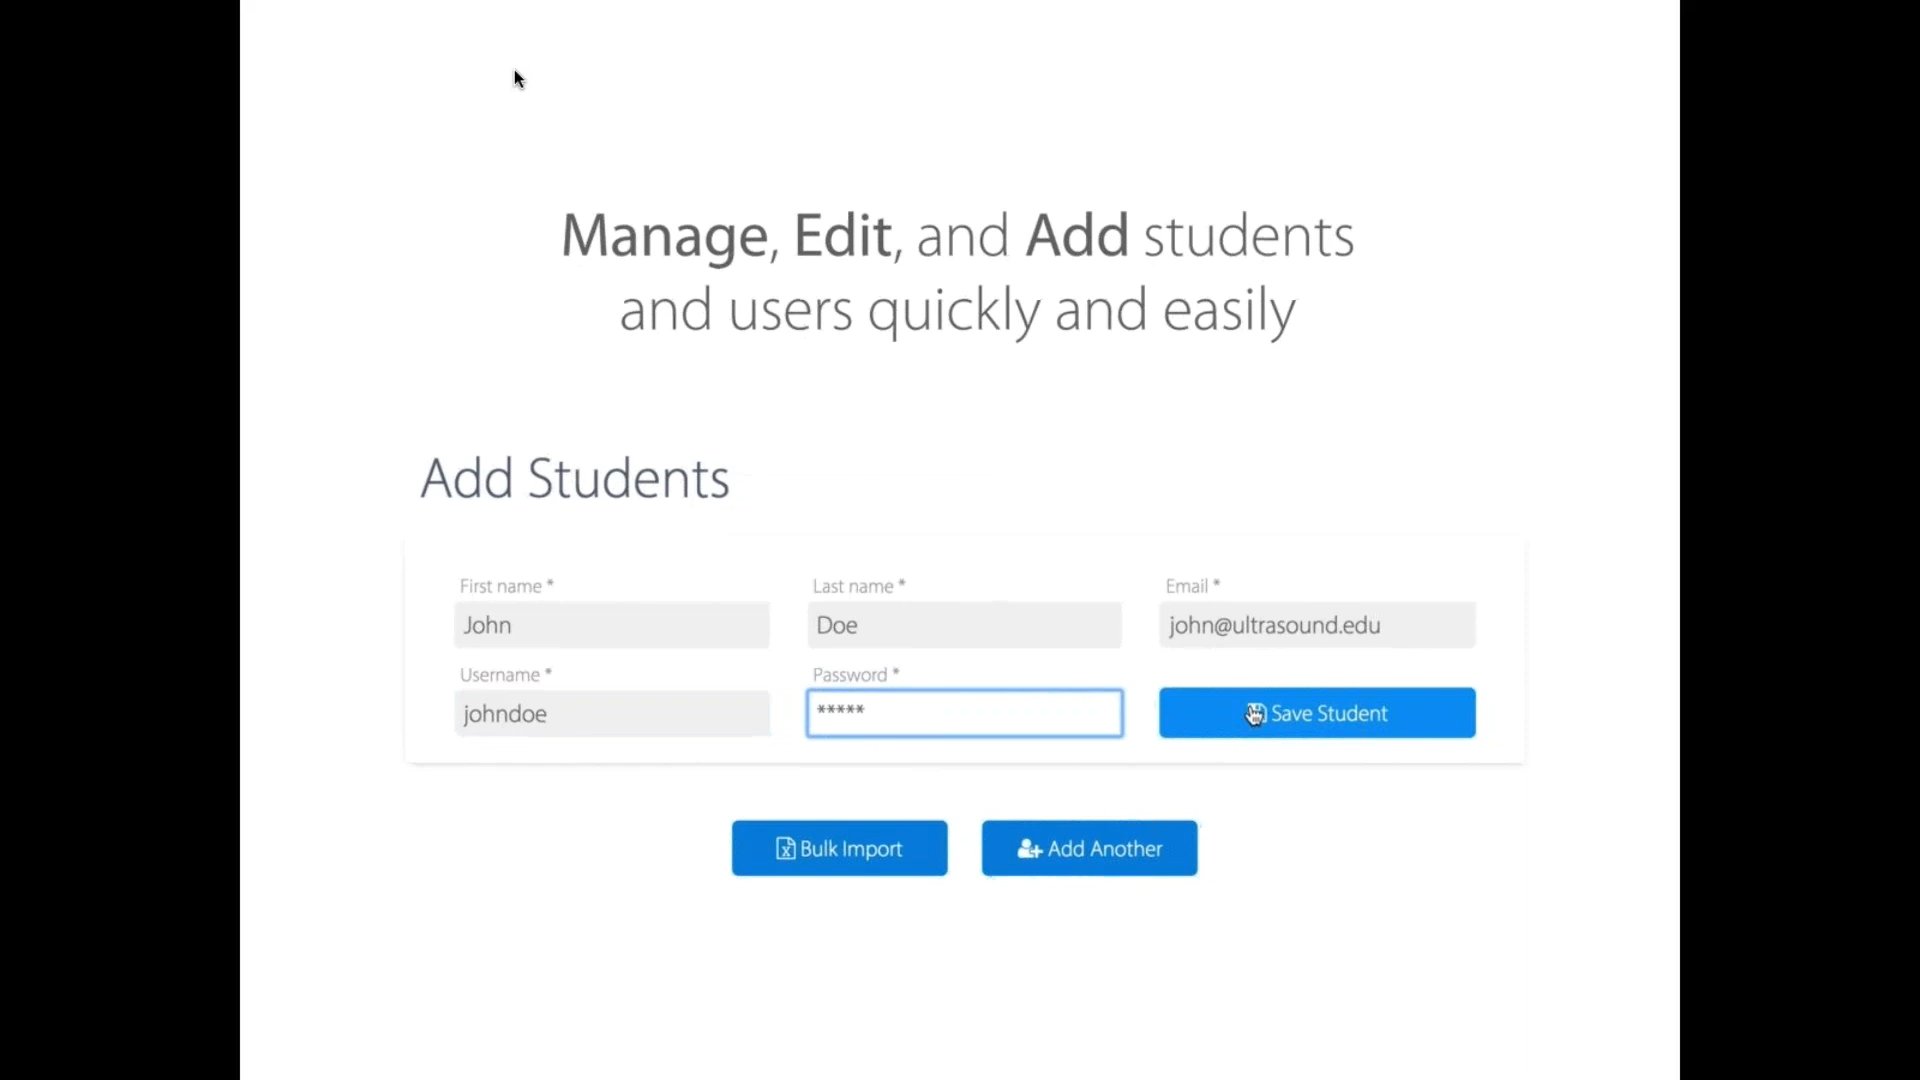 Manage, Edit, and Add students
and users quickly and easily
Add Students
First name * Last name * Email *
John Doe john@ultrasound.edu
Username * Password *
johndoe ***** Save Student
Bulk Import Add Another